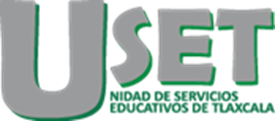 USET
NIDAD DE SERVICIOS
EDUCATIVOS DE TLAXCALA